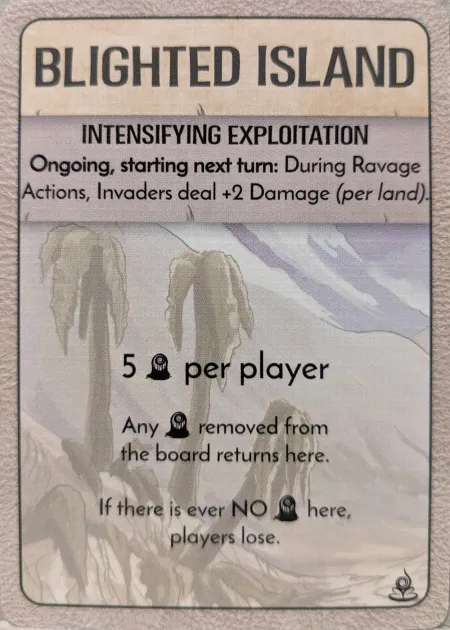 BLIGHTED ISLAND
INTENSIFYING EXPLOITATION
Ongoing, starting next turn: During Ravage
Actions, Invaders deal +2 Damage (per land).
5 per player
Any removed from
the board returns here.
If there is ever NO here,
players lose.